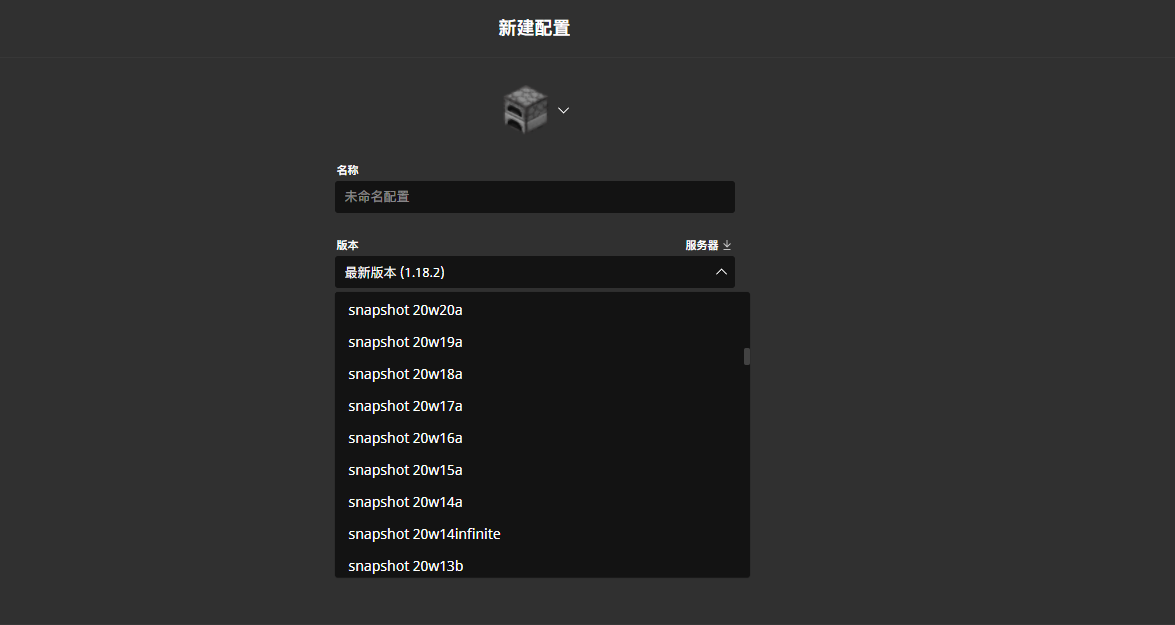 新建配置
名称
未命名配置
版本
服务器
最新版本 (1.18.2)
snapshot 20w20a
snapshot 20w19a
snapshot 20w18a
snapshot 20w17a
snapshot 20w16a
snapshot 20w15a
snapshot 20w14a
snapshot 20w14infinite
snapshot 20w13b